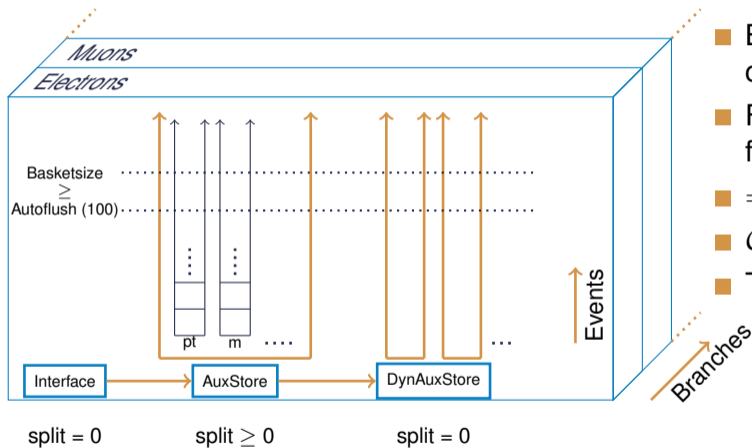 Muons
Electrons
Basketsize
≥
Autoflush (100)
pt
m
....
...
Events
Branches
Interface
AuxStore
DynAuxStore
split = 0
split ≥ 0
split = 0